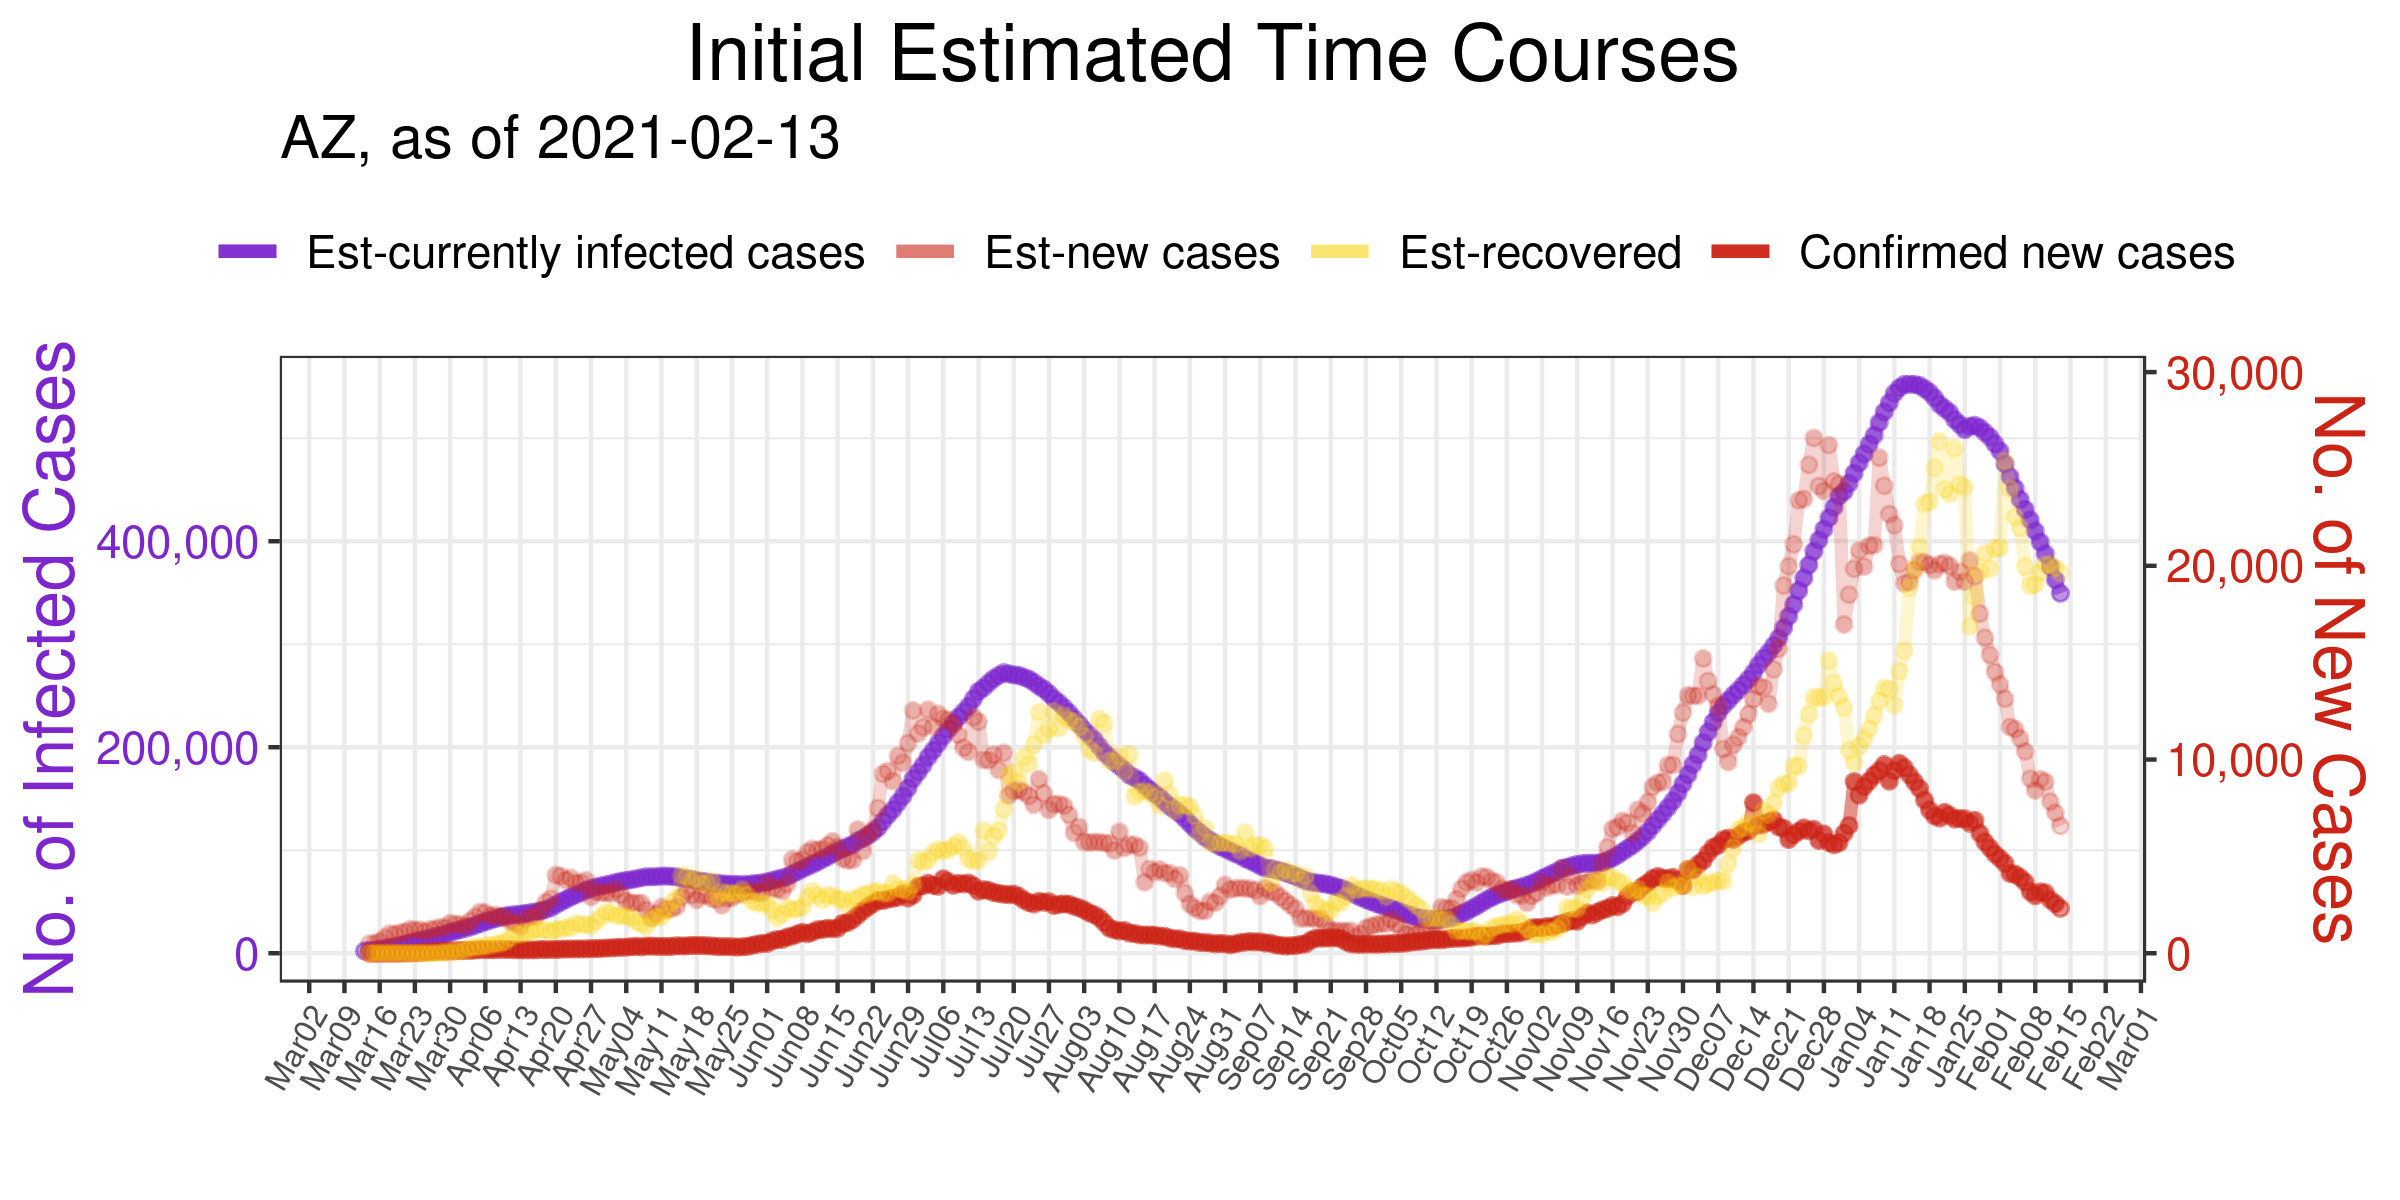 Initial Estimated Time Courses
AZ, as of 2021-02-13
Est-currently infected cases
Est-new cases
Est-recovered
Confirmed new cases
No. of Infected Cases
400,000
200,000
0
30,000
20,000
10,000
0
No. of New Cases
Mar02
Mar09
Mar16
Mar23
Mar30
Apr06
Apr13
Apr20
Apr27
May04
May11
May18
May25
Jun01
Jun08
Jun15
Jun22
Jun29
Jul06
Jul13
Jul20
Jul27
Aug03
Aug10
Aug17
Aug24
Aug31
Sep07
Sep14
Sep21
Sep28
Oct05
Oct12
Oct19
Oct26
Nov02
Nov09
Nov16
Nov23
Nov30
Dec07
Dec14
Dec21
Dec28
Jan04
Jan11
Jan18
Jan25
Feb01
Feb08
Feb15
Feb22
Mar01